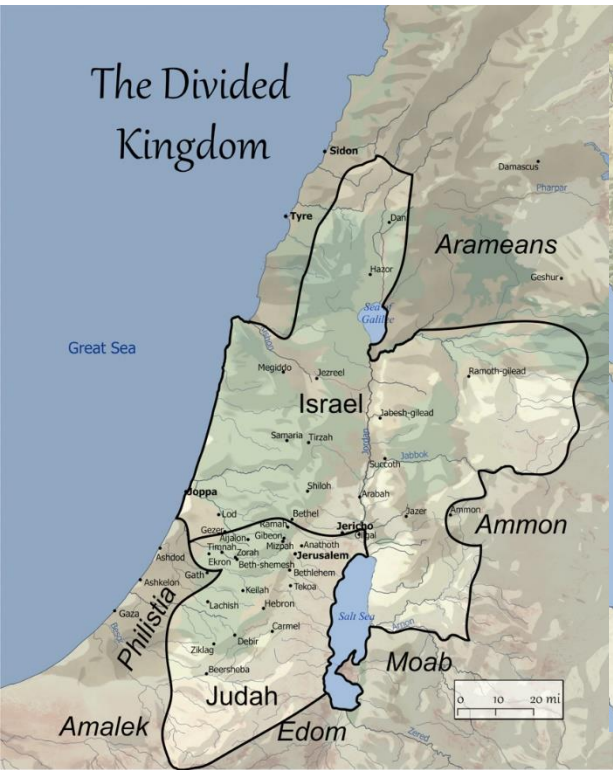 The Divided
Kingdom
Sidon
Damascus
Pharpar
Tyre
Dan
Arameans
Hazor
Geshur
Sea of
Galilee
Great Sea
Kishon
Megiddo
Jezreel
Ramoth-gilead
Israel
Jabesh-gilead
Samaria
Tirzah
Jordan
Jabbok
Succoth
Shiloh
Joppa
Arabah
Lod
Bethel
Jazer
Ammon
Ammon
Gezer
Ramah
Jericho
Gilgal
Aijalon
Gibeon
Mizpah
Anathoth
Timnah
Zorah
Jerusalem
Ashdod
Ekron
Beth-shemesh
Gath
Bethlehem
Ashkelon
Keilah
Tekoa
Philistia
Gaza
Lachish
Hebron
Salt Sea
Besor
Carmel
Arnon
Debir
Ziklag
Moab
Beersheba
Judah
0 10 20 mi
Amalek
Edom
Zered